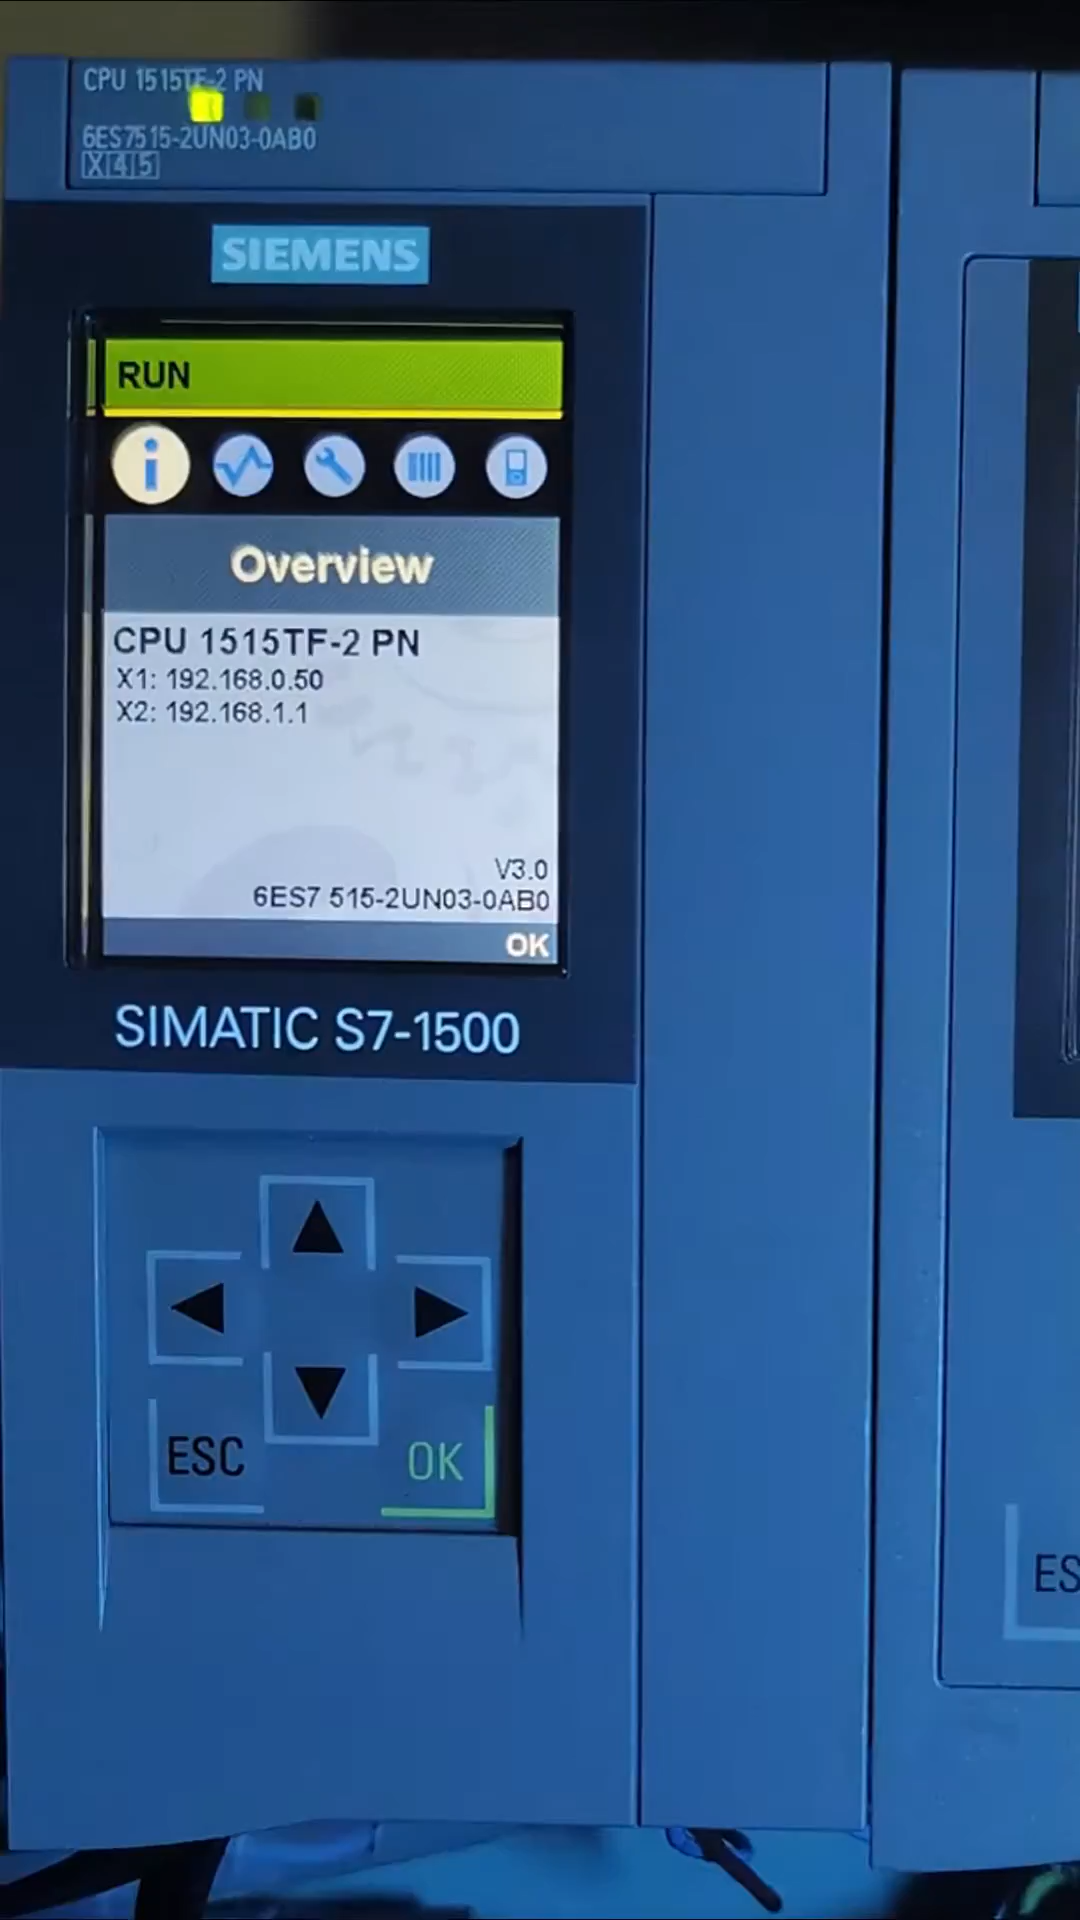 CPU 1515TF-2 PN
6ES7515-2UN03-0AB0
X 4 5
SIEMENS
RUN
Overview
CPU 1515TF-2 PN
X1: 192.168.0.50
X2: 192.168.1.1
V3.0
6ES7 515-2UN03-0AB0
OK
SIMATIC S7-1500
ESC
OK
ES